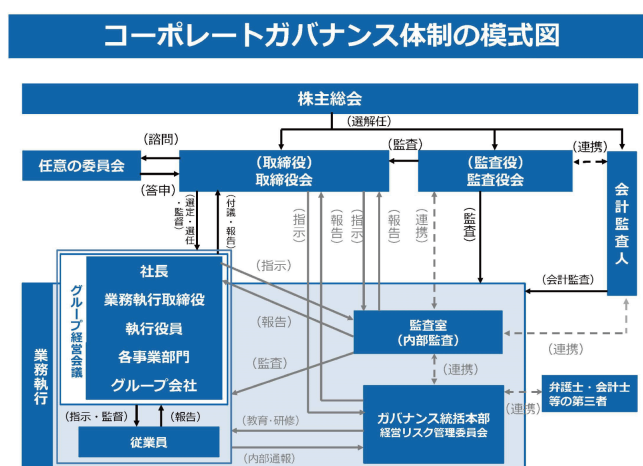 コーポレートガバナンス体制の模式図
株主総会
(選解任)
(諮問)
(監査)
(連携)
任意の委員会
(取締役)
取締役会
(監査役)
監査役会
(答申)
会計監査人
(選定・選任
・監督)
(付議・報告)
(指示)
(報告)
(指示)
(報告)
(連携)
(監査)
(会計監査)
業務執行
グループ経営会議
社長
業務執行取締役
執行役員
各事業部門
グループ会社
(指示)
(報告)
(監査)
監査室
(内部監査)
(連携)
(連携)
(指示・監督)
(報告)
従業員
(教育・研修)
(内部通報)
ガバナンス統括本部
経営リスク管理委員会
(連携)
弁護士・会計士
等の第三者